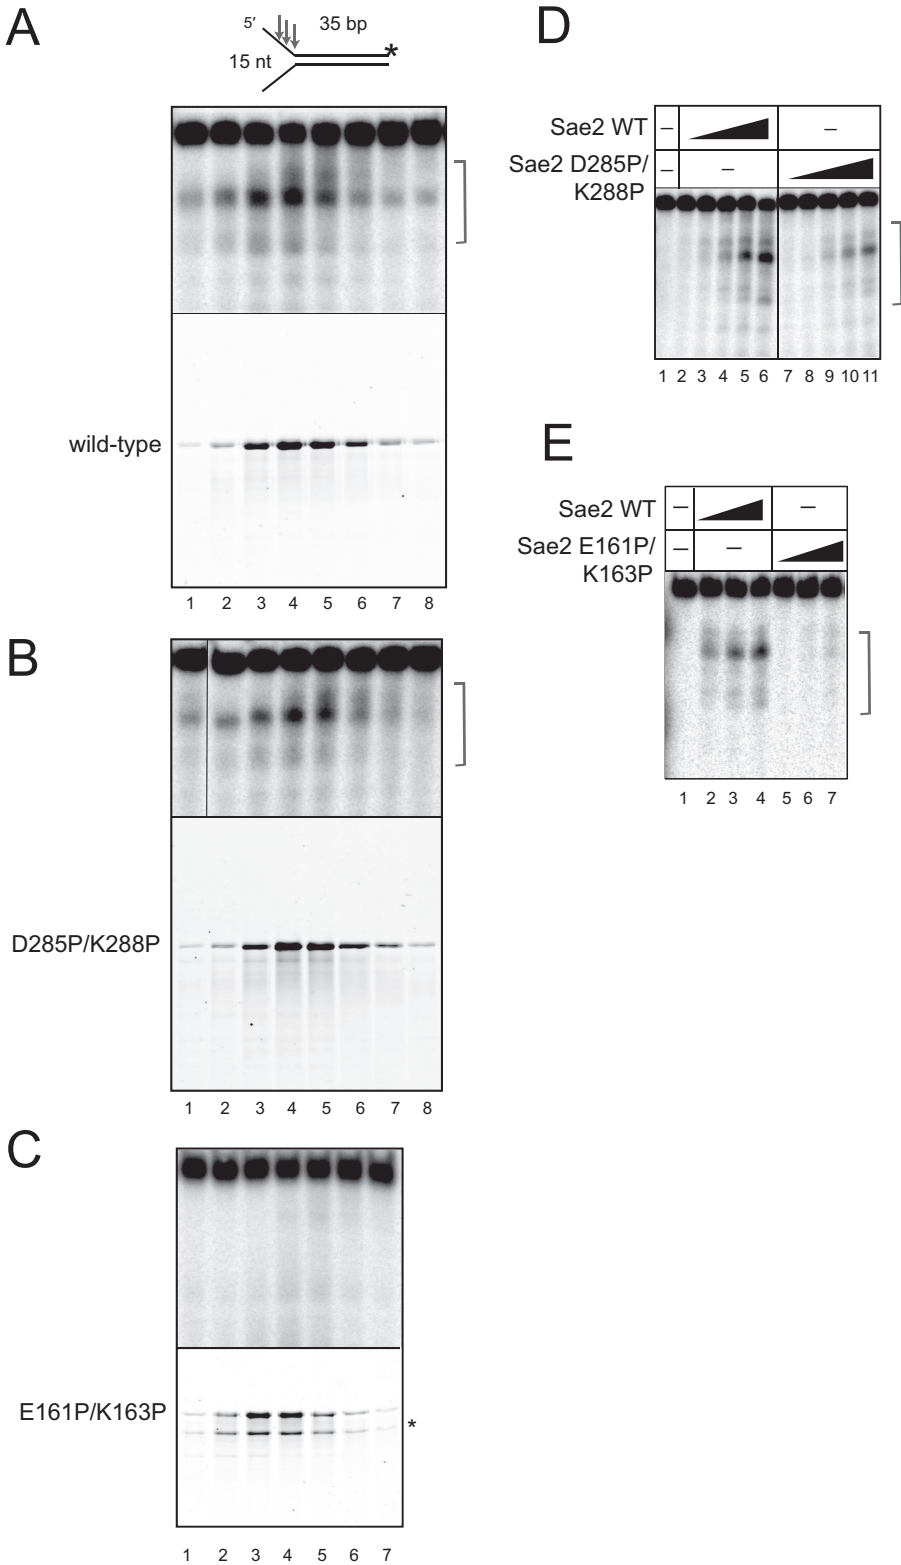 A
5′
35 bp
*
15 nt
wild-type
1 2 3 4 5 6 7 8
B
D285P/K288P
1 2 3 4 5 6 7 8
C
E161P/K163P
*
1 2 3 4 5 6 7
D
Sae2 WT – –
Sae2 D285P/ – –
K288P
1 2 3 4 5 6 7 8 9 10 11
E
Sae2 WT – –
Sae2 E161P/ – –
K163P
1 2 3 4 5 6 7